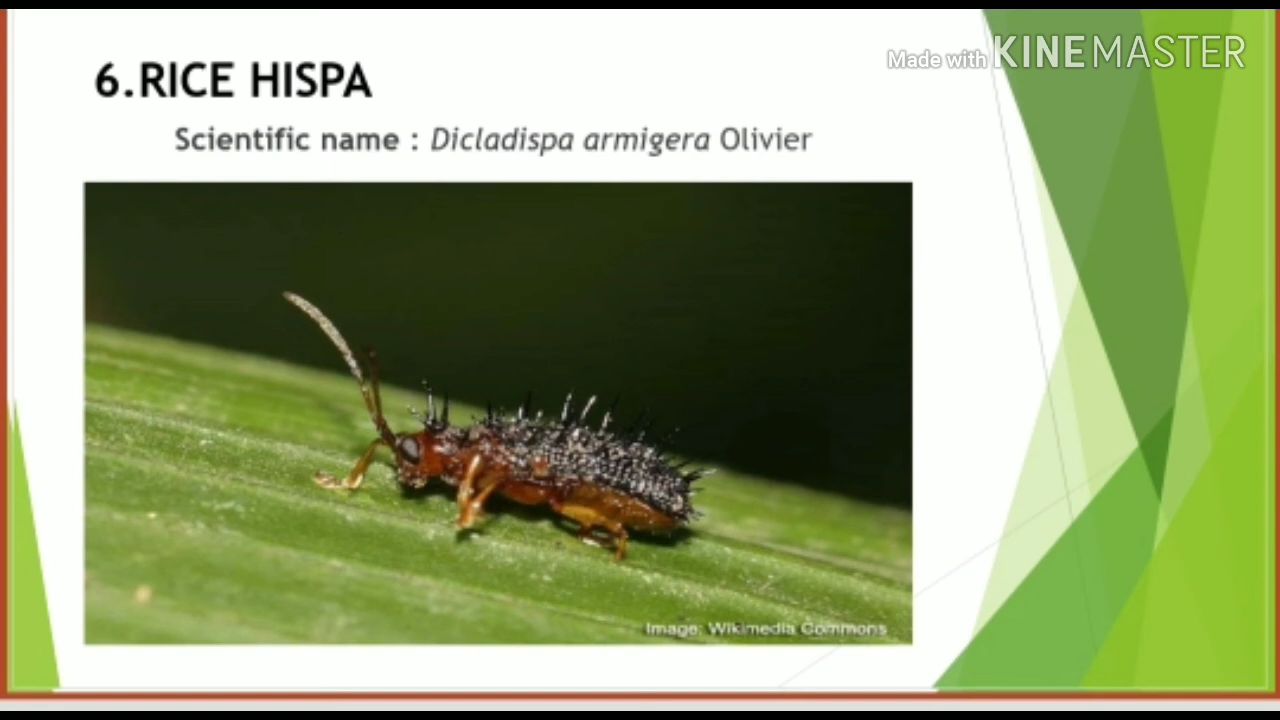 Made with KINEMASTER
6.RICE HISPA
Scientific name : Dicladispa armigera Olivier
Image: Wikimedia Commons